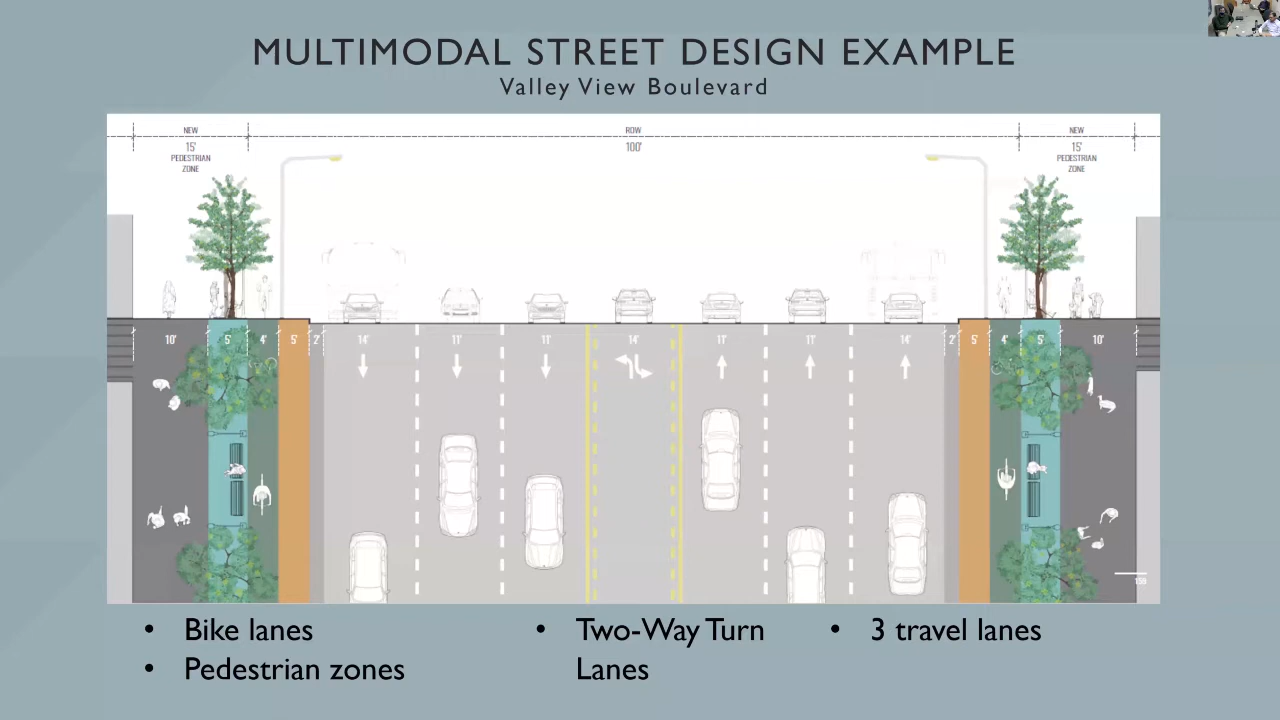 MULTIMODAL STREET DESIGN EXAMPLE
Valley View Boulevard
NEW ROW NEW
15' 100' 15'
PEDESTRIAN PEDESTRIAN
ZONE ZONE
10' 5' 4' 5' 2' 14' 11' 11' 14' 11' 11' 14' 2' 5' 4' 5' 10'
159
• Bike lanes
• Pedestrian zones
• Two-Way Turn
Lanes
• 3 travel lanes